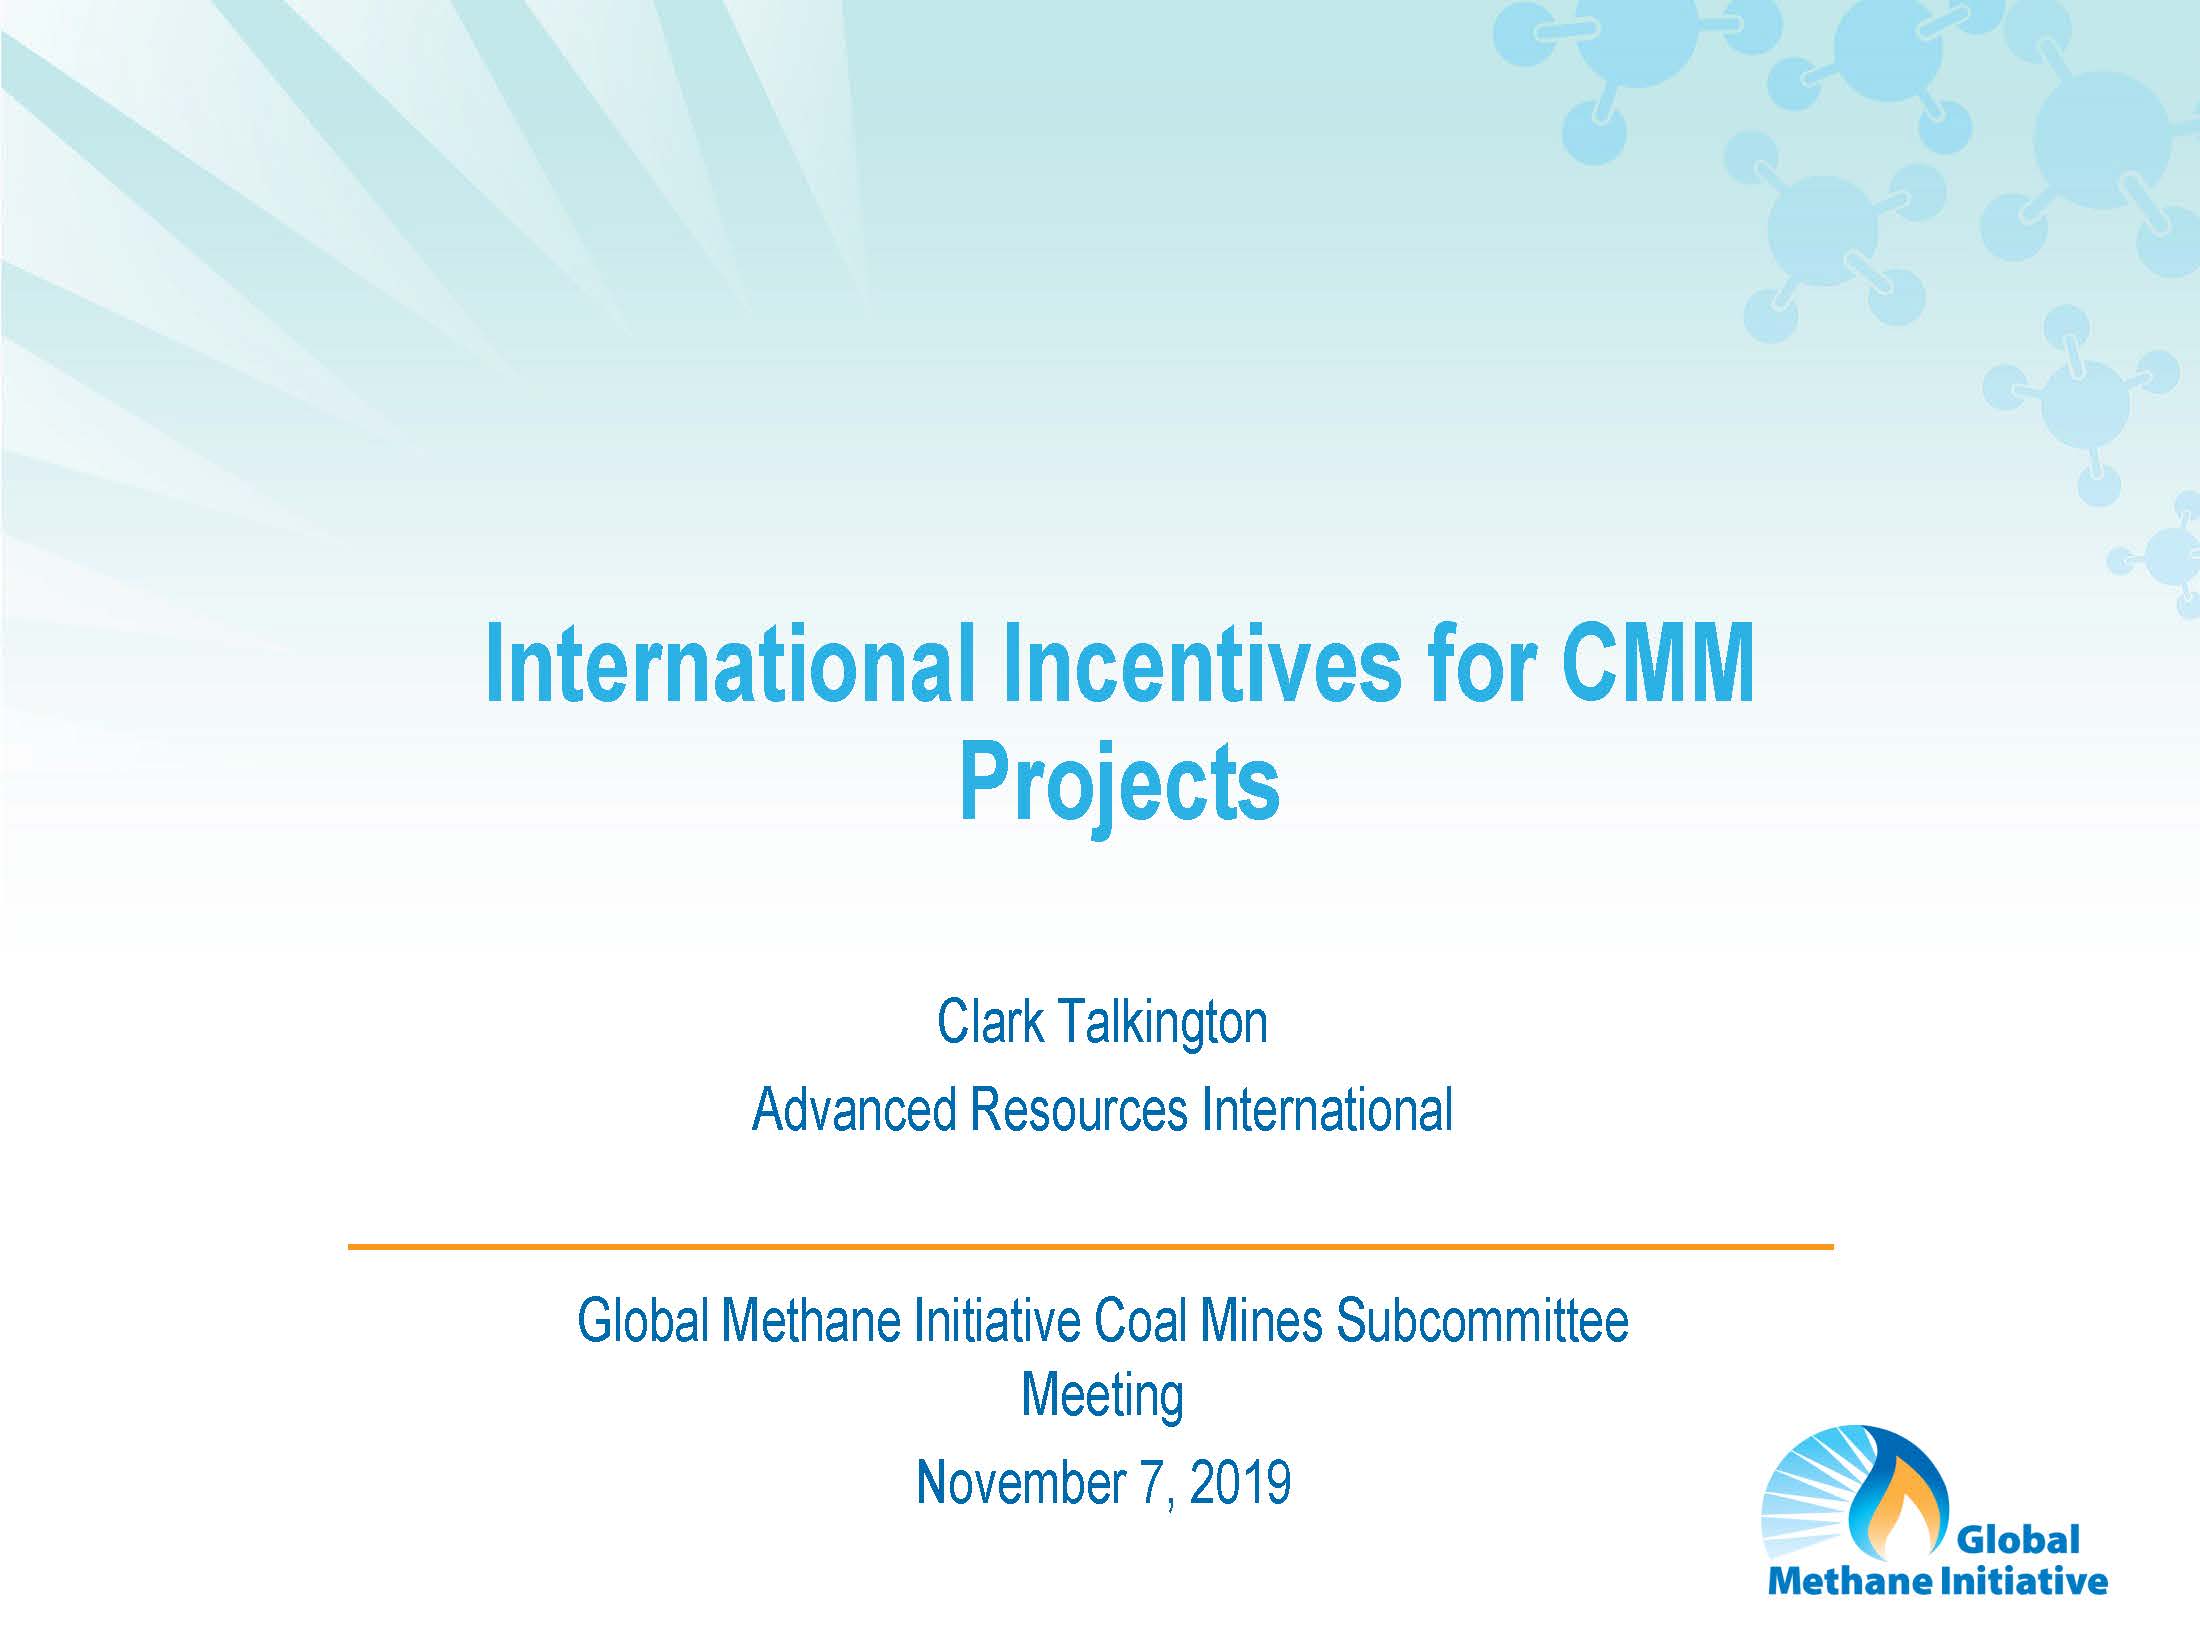 International Incentives for CMM
Projects
Clark Talkington
Advanced Resources International
Global Methane Initiative Coal Mines Subcommittee
Meeting
November 7, 2019
Global
Methane Initiative